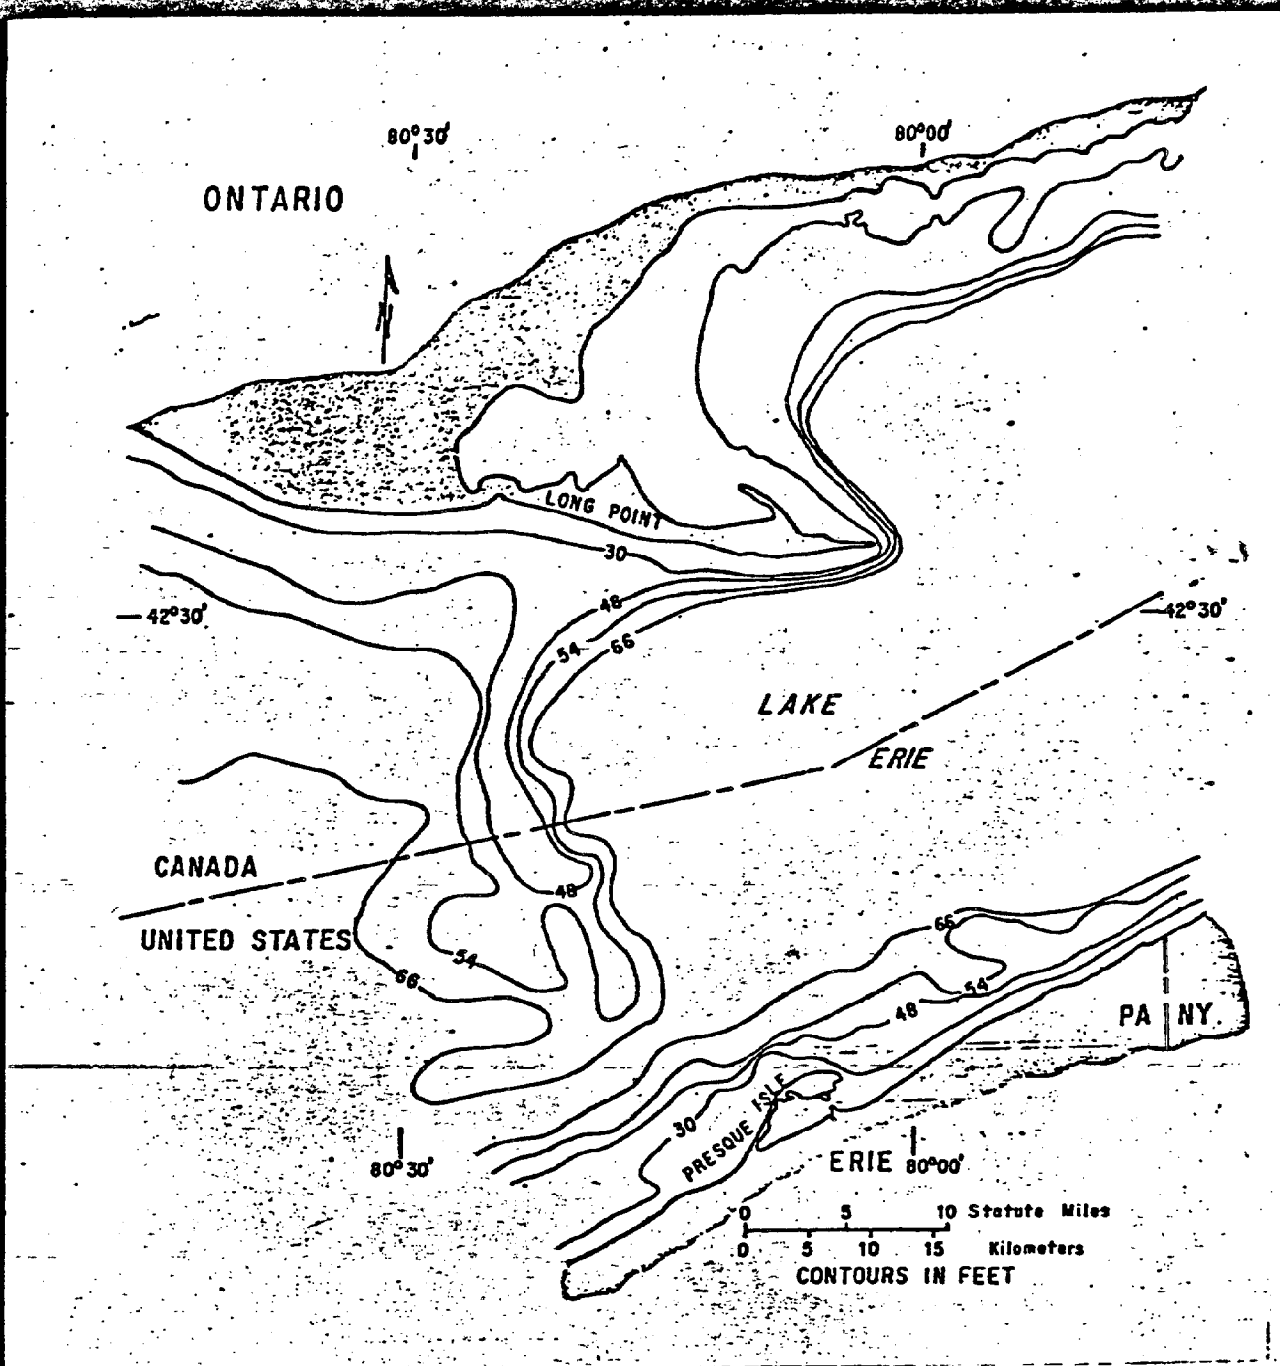 80°30'
80°00'
ONTARIO
N
LONG POINT
30
48
42°30'
42°30'
54
66
LAKE
ERIE
CANADA
48
UNITED STATES
66
54
66
54
48
PA NY.
PRESQUE ISLE
30
80°30'
ERIE 80°00'
0 5 10 Statute Miles
0 5 10 15 Kilometers
CONTOURS IN FEET